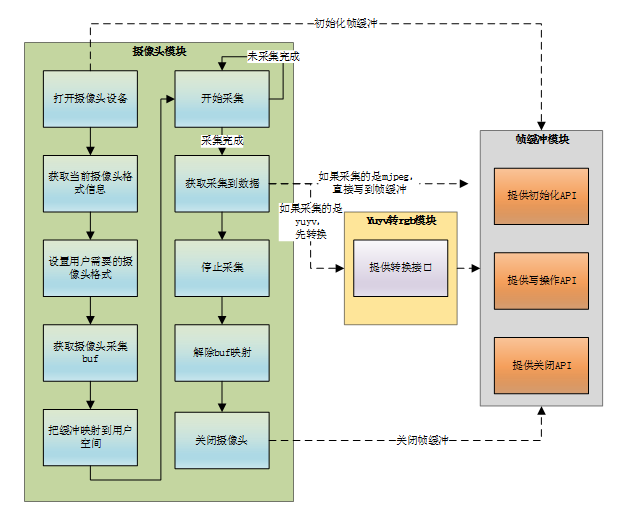 初始化帧缓冲
摄像头模块
未采集完成
打开摄像头设备
开始采集
采集完成
帧缓冲模块
获取当前摄像头格
式信息
获取采集到数据
如果采集的是mjpeg,
直接写到帧缓冲
提供初始化API
如果采集的是
yuyv,
先转换
Yuyv转rgb模块
设置用户需要的摄
像头格式
停止采集
提供转换接口
提供写操作API
获取摄像头采集
buf
解除buf映射
提供关闭API
把缓冲映射到用户
空间
关闭摄像头
关闭帧缓冲